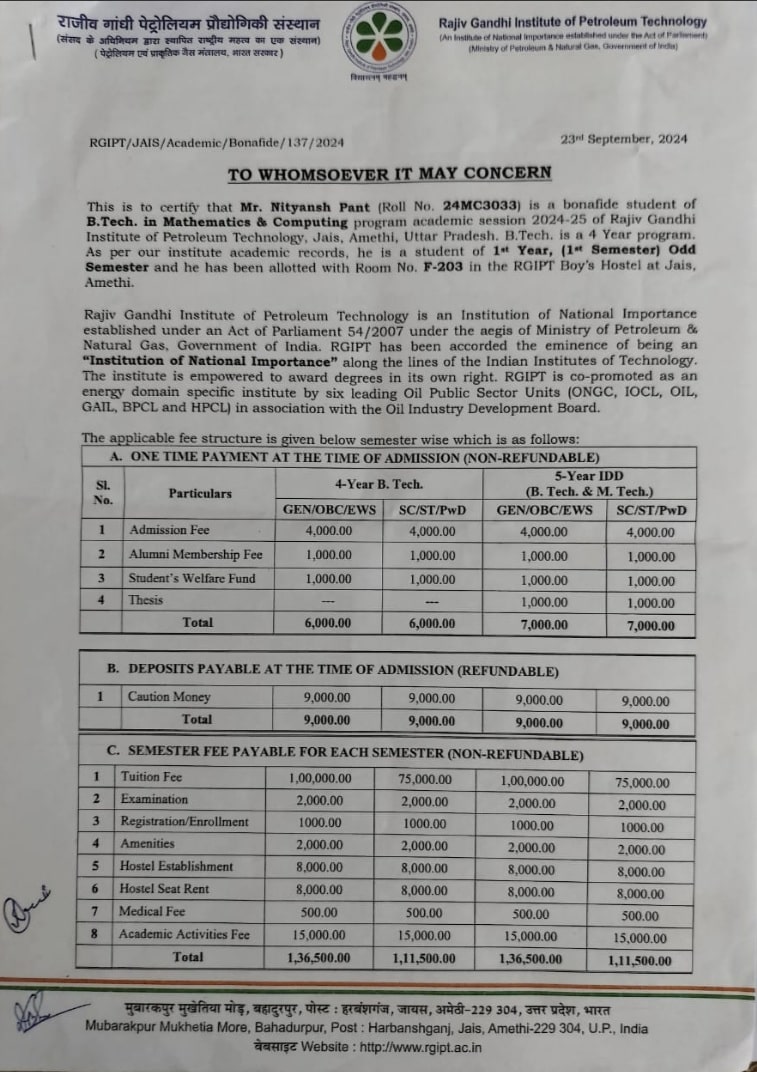 राजीव गांधी पेट्रोलियम प्रौद्योगिकी संस्थान
(संसद के अधिनियम द्वारा स्थापित राष्ट्रीय महत्व का एक संस्थान)
( पेट्रोलियम एवं प्राकृतिक गैस मंत्रालय, भारत सरकार )
Rajiv Gandhi Institute of Petroleum Technology
(An Institute of National Importance established under the Act of Parliament)
(Ministry of Petroleum & Natural Gas, Government of India)
RGIPT/JAIS/Academic/Bonafide/137/2024 23rd September, 2024
TO WHOMSOEVER IT MAY CONCERN
This is to certify that Mr. Nityansh Pant (Roll No. 24MC3033) is a bonafide student of
B.Tech. in Mathematics & Computing program academic session 2024-25 of Rajiv Gandhi
Institute of Petroleum Technology, Jais, Amethi, Uttar Pradesh. B.Tech. is a 4 Year program.
As per our institute academic records, he is a student of 1st Year, (1st Semester) Odd
Semester and he has been allotted with Room No. F-203 in the RGIPT Boy's Hostel at Jais,
Amethi.
Rajiv Gandhi Institute of Petroleum Technology is an Institution of National Importance
established under an Act of Parliament 54/2007 under the aegis of Ministry of Petroleum &
Natural Gas, Government of India. RGIPT has been accorded the eminence of being an
"Institution of National Importance" along the lines of the Indian Institutes of Technology.
The institute is empowered to award degrees in its own right. RGIPT is co-promoted as an
energy domain specific institute by six leading Oil Public Sector Units (ONGC, IOCL, OIL,
GAIL, BPCL and HPCL) in association with the Oil Industry Development Board.
The applicable fee structure is given below semester wise which is as follows:
A. ONE TIME PAYMENT AT THE TIME OF ADMISSION (NON-REFUNDABLE)
Sl. No. Particulars 4-Year B. Tech. 5-Year IDD (B. Tech. & M. Tech.)
GEN/OBC/EWS SC/ST/PwD GEN/OBC/EWS SC/ST/PwD
1 Admission Fee 4,000.00 4,000.00 4,000.00 4,000.00
2 Alumni Membership Fee 1,000.00 1,000.00 1,000.00 1,000.00
3 Student's Welfare Fund 1,000.00 1,000.00 1,000.00 1,000.00
4 Thesis --- --- 1,000.00 1,000.00
Total 6,000.00 6,000.00 7,000.00 7,000.00
B. DEPOSITS PAYABLE AT THE TIME OF ADMISSION (REFUNDABLE)
1 Caution Money 9,000.00 9,000.00 9,000.00 9,000.00
Total 9,000.00 9,000.00 9,000.00 9,000.00
C. SEMESTER FEE PAYABLE FOR EACH SEMESTER (NON-REFUNDABLE)
1 Tuition Fee 1,00,000.00 75,000.00 1,00,000.00 75,000.00
2 Examination 2,000.00 2,000.00 2,000.00 2,000.00
3 Registration/Enrollment 1000.00 1000.00 1000.00 1000.00
4 Amenities 2,000.00 2,000.00 2,000.00 2,000.00
5 Hostel Establishment 8,000.00 8,000.00 8,000.00 8,000.00
6 Hostel Seat Rent 8,000.00 8,000.00 8,000.00 8,000.00
7 Medical Fee 500.00 500.00 500.00 500.00
8 Academic Activities Fee 15,000.00 15,000.00 15,000.00 15,000.00
Total 1,36,500.00 1,11,500.00 1,36,500.00 1,11,500.00
मुबारकपुर मुखेतिया मोड़, बहादुरपुर, पोस्ट : हरबंशगंज, जायस, अमेठी-229 304, उत्तर प्रदेश, भारत
Mubarakpur Mukhetia More, Bahadurpur, Post : Harbanshganj, Jais, Amethi-229 304, U.P., India
वेबसाइट Website : http://www.rgipt.ac.in